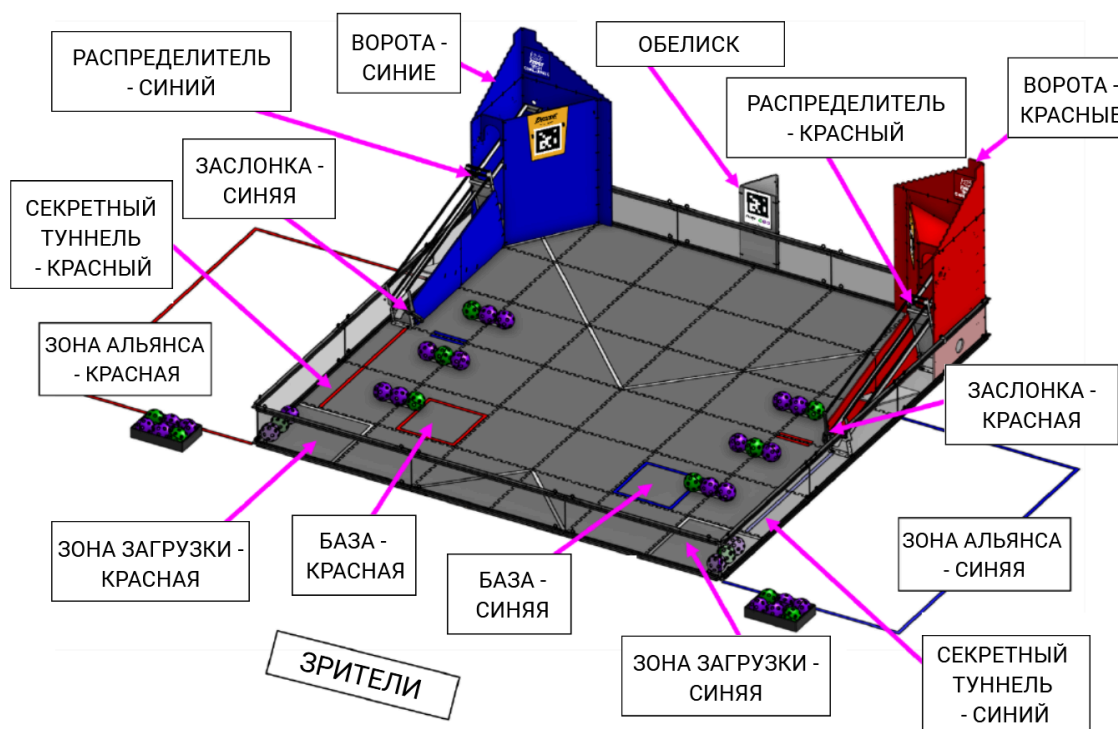 РАСПРЕДЕЛИТЕЛЬ
- СИНИЙ
ВОРОТА -
СИНИЕ
ОБЕЛИСК
РАСПРЕДЕЛИТЕЛЬ
- КРАСНЫЙ
ВОРОТА -
КРАСНЫЕ
ЗАСЛОНКА -
СИНЯЯ
СЕКРЕТНЫЙ
ТУННЕЛЬ
- КРАСНЫЙ
ЗОНА АЛЬЯНСА
- КРАСНАЯ
ЗАСЛОНКА -
КРАСНАЯ
ЗОНА ЗАГРУЗКИ -
КРАСНАЯ
БАЗА -
КРАСНАЯ
БАЗА -
СИНЯЯ
ЗОНА АЛЬЯНСА
- СИНЯЯ
ЗРИТЕЛИ
ЗОНА ЗАГРУЗКИ -
СИНЯЯ
СЕКРЕТНЫЙ
ТУННЕЛЬ
- СИНИЙ